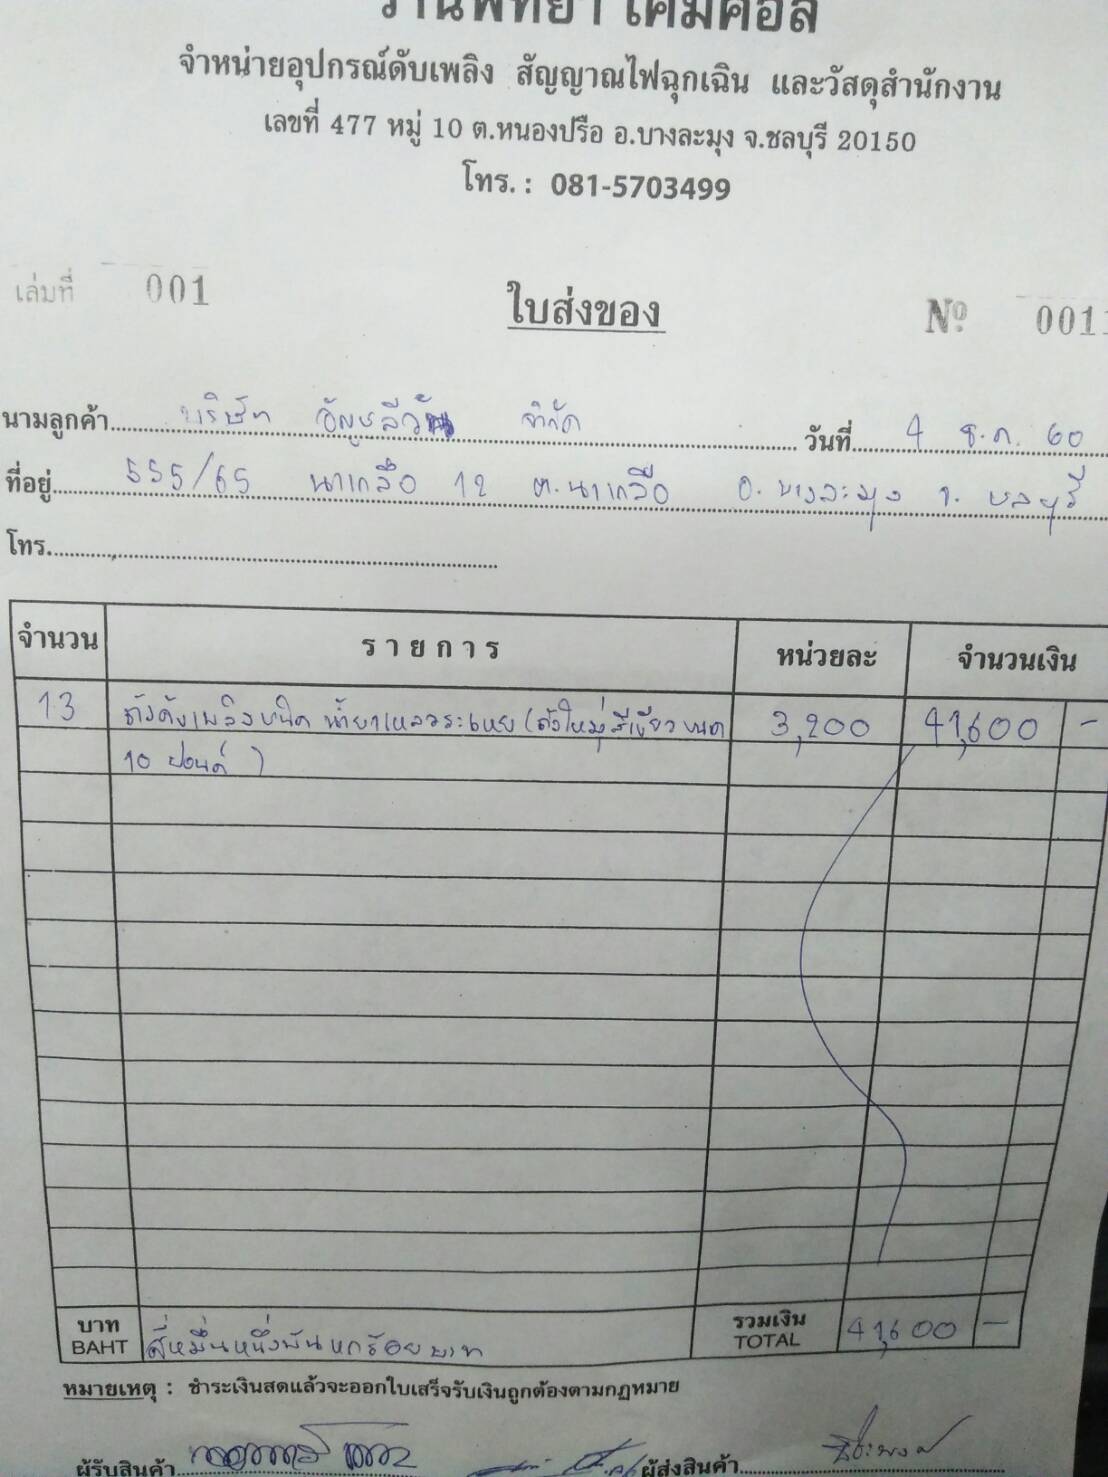 ร้านพัทยา เคมิคอล
จำหน่ายอุปกรณ์ดับเพลิง สัญญาณไฟฉุกเฉิน และวัสดุสำนักงาน
เลขที่ 477 หมู่ 10 ต.หนองปรือ อ.บางละมุง จ.ชลบุรี 20150
โทร. : 081-5703499
เล่มที่ 001 ใบส่งของ Nº 0011
นามลูกค้า บริษัท อัญชลีวัน จำกัด วันที่ 4 ธ.ค. 60
ที่อยู่ 555/65 นาเกลือ 12 ต.นาเกลือ อ.บางละมุง จ.ชลบุรี
โทร.
จำนวน รายการ หน่วยละ จำนวนเงิน
13 ถังดับเพลิงชนิด น้ำยาเหลวระเหย (ถังใหม่สีเขียวขนาด 3,200 41,600 -
10 ปอนด์ )
บาท รวมเงิน
BAHT สี่หมื่นหนึ่งพันหกร้อยบาท TOTAL 41,600 -
หมายเหตุ : ชำระเงินสดแล้วจะออกใบเสร็จรับเงินถูกต้องตามกฎหมาย
ผู้รับสินค้า ผู้ส่งสินค้า